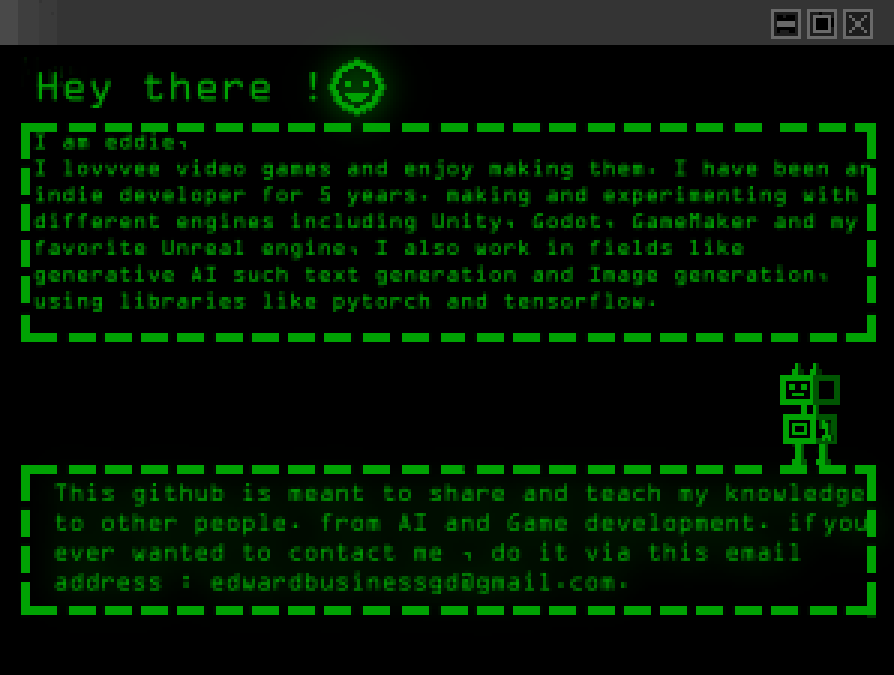 Hey there !
I am eddie,
I lovvvee video games and enjoy making them. I have been an
indie developer for 5 years. making and experimenting with
different engines including Unity, Godot, GameMaker and my
favorite Unreal engine, I also work in fields like
generative AI such text generation and Image generation,
using libraries like pytorch and tensorflow.
This github is meant to share and teach my knowledge
to other people. from AI and Game development. if you
ever wanted to contact me , do it via this email
address : edwardbusinessgd@gmail.com.